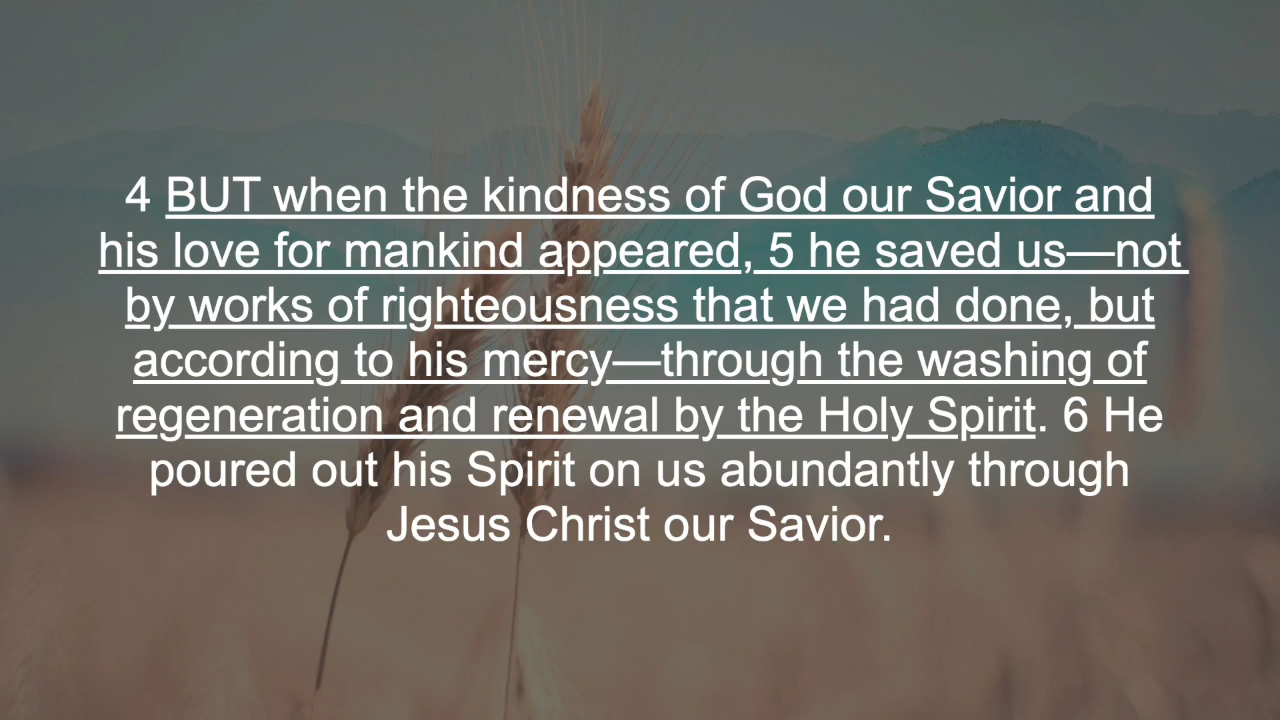 4 BUT when the kindness of God our Savior and
his love for mankind appeared, 5 he saved us—not
by works of righteousness that we had done, but
according to his mercy—through the washing of
regeneration and renewal by the Holy Spirit. 6 He
poured out his Spirit on us abundantly through
Jesus Christ our Savior.